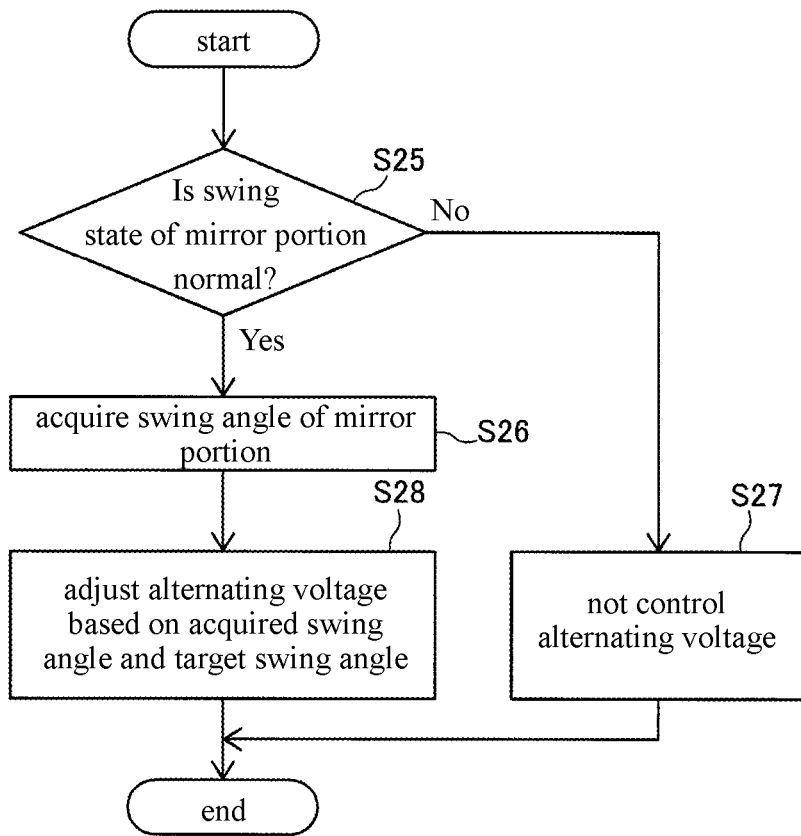 start
S25
Is swing
state of mirror portion
normal?
No
Yes
acquire swing angle of mirror
portion
S26
S28
adjust alternating voltage
based on acquired swing
angle and target swing angle
S27
not control
alternating voltage
end